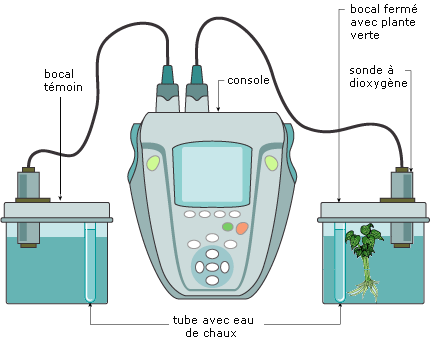 bocal fermé
avec plante
verte
bocal
témoin
console
sonde à
dioxygène
tube avec eau
de chaux